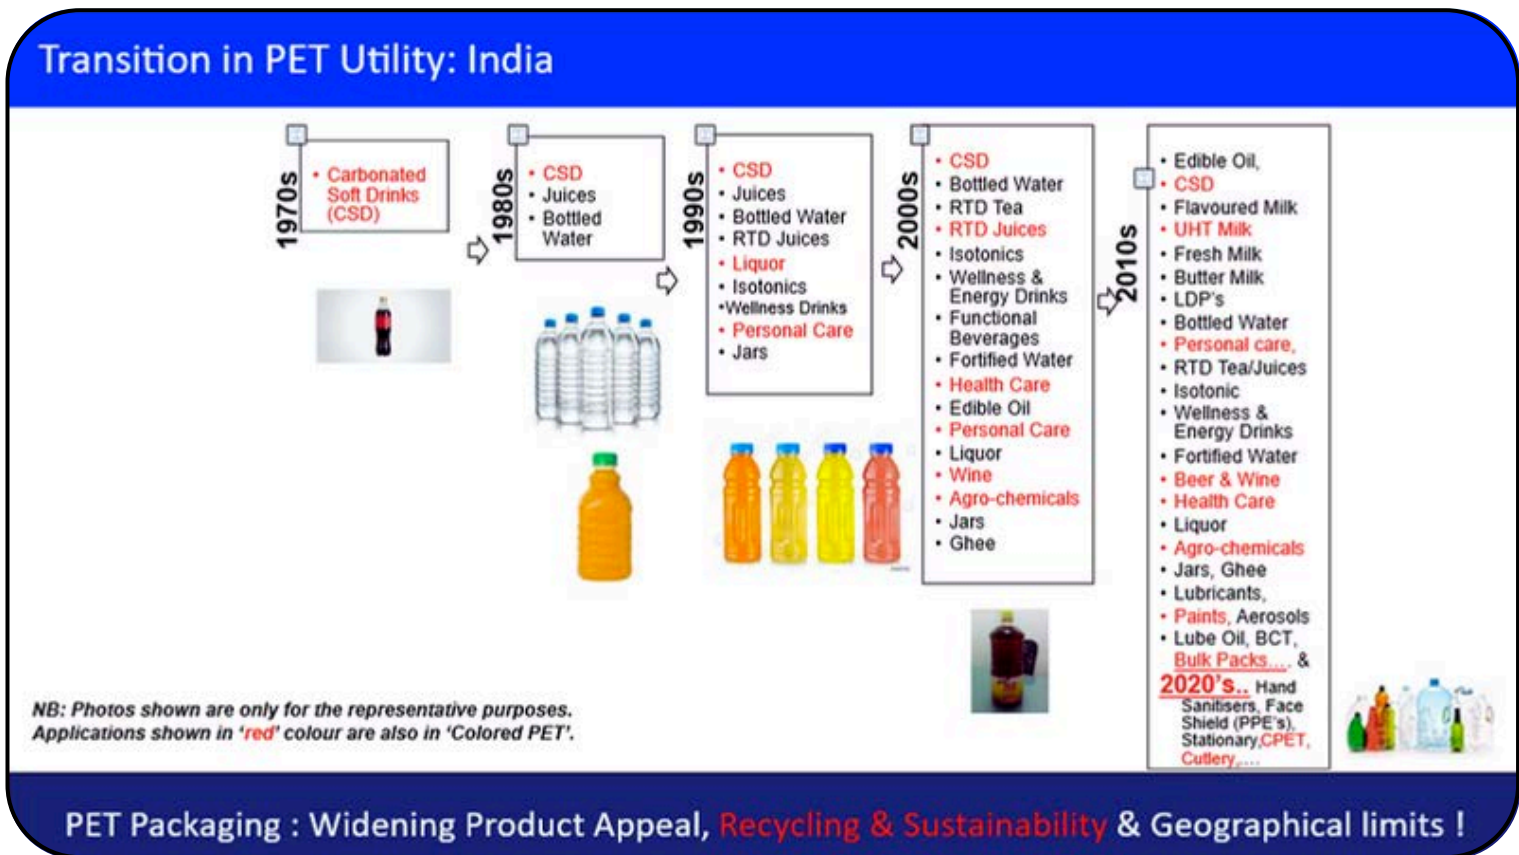 Transition in PET Utility: India
1970s
• Carbonated
Soft Drinks
(CSD)
1980s
• CSD
• Juices
• Bottled
Water
1990s
• CSD
• Juices
• Bottled Water
• RTD Juices
• Liquor
• Isotonics
•Wellness Drinks
• Personal Care
• Jars
2000s
• CSD
• Bottled Water
• RTD Tea
• RTD Juices
• Isotonics
• Wellness &
Energy Drinks
• Functional
Beverages
• Fortified Water
• Health Care
• Edible Oil
• Personal Care
• Liquor
• Wine
• Agro-chemicals
• Jars
• Ghee
2010s
• Edible Oil,
• CSD
• Flavoured Milk
• UHT Milk
• Fresh Milk
• Butter Milk
• LDP's
• Bottled Water
• Personal care,
• RTD Tea/Juices
• Isotonic
• Wellness &
Energy Drinks
• Fortified Water
• Beer & Wine
• Health Care
• Liquor
• Agro-chemicals
• Jars, Ghee
• Lubricants,
• Paints, Aerosols
• Lube Oil, BCT,
Bulk Packs.... &
2020's.. Hand
Sanitisers, Face
Shield (PPE's),
Stationary,CPET,
Cutlery,....
NB: Photos shown are only for the representative purposes.
Applications shown in 'red' colour are also in 'Colored PET'.
PET Packaging : Widening Product Appeal, Recycling & Sustainability & Geographical limits !